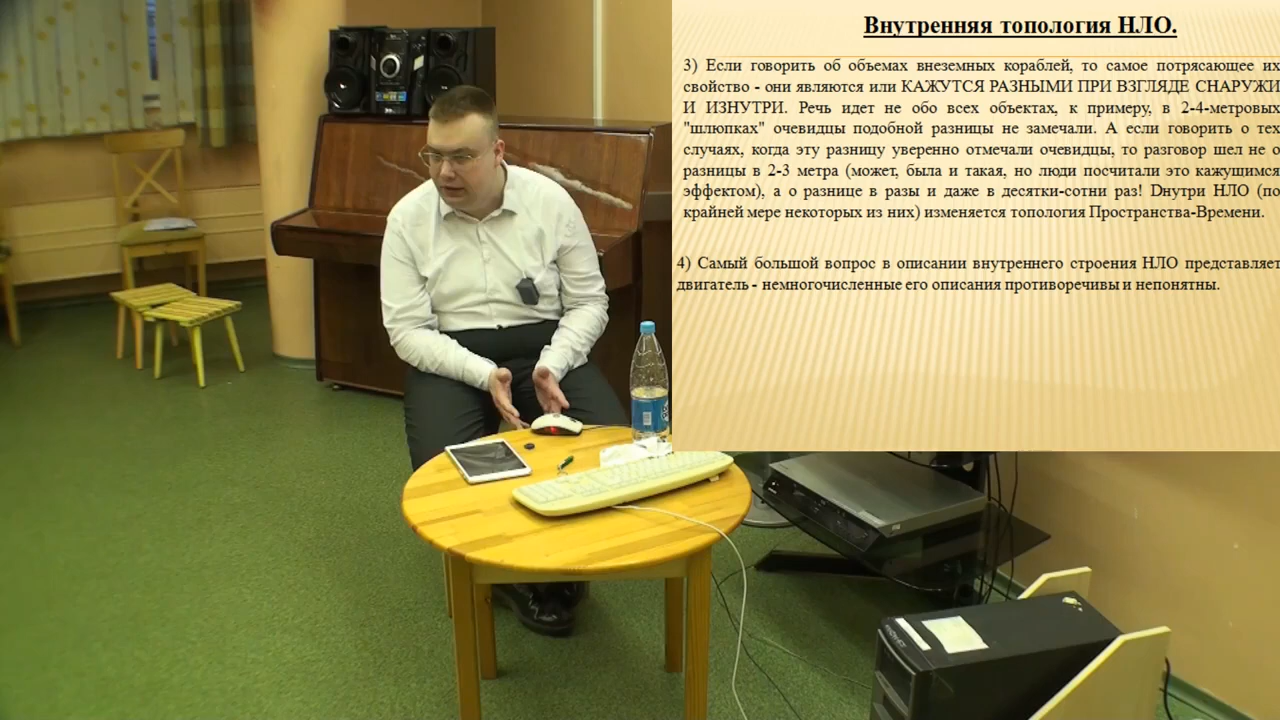 Внутренняя топология НЛО.
3) Если говорить об объемах внеземных кораблей, то самое потрясающее их
свойство - они являются или КАЖУТСЯ РАЗНЫМИ ПРИ ВЗГЛЯДЕ СНАРУЖИ
И ИЗНУТРИ. Речь идет не обо всех объектах, к примеру, в 2-4-метровых
"шлюпках" очевидцы подобной разницы не замечали. А если говорить о тех
случаях, когда эту разницу уверенно отмечали очевидцы, то разговор шел не о
разницы в 2-3 метра (может, была и такая, но люди посчитали это кажущимся
эффектом), а о разнице в разы и даже в десятки-сотни раз! Dнутри НЛО (по
крайней мере некоторых из них) изменяется топология Пространства-Времени.
4) Самый большой вопрос в описании внутреннего строения НЛО представляет
двигатель - немногочисленные его описания противоречивы и непонятны.